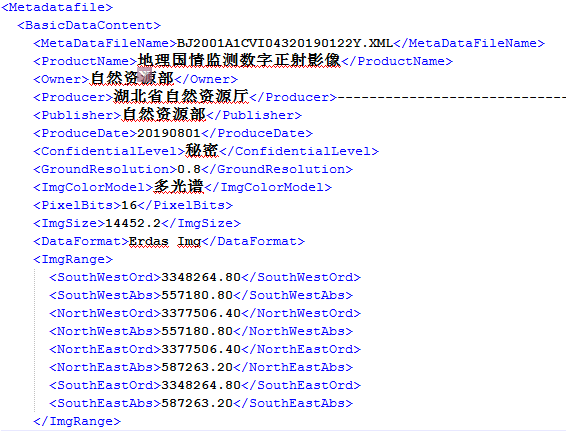 <Metadatafile>
<BasicDataContent>
<MetaDataFileName>BJ2001A1CVI04320190122Y.XML</MetaDataFileName>
<ProductName>地理国情监测数字正射影像</ProductName>
<Owner>自然资源部</Owner>
<Producer>湖北省自然资源厅</Producer>
<Publisher>自然资源部</Publisher>
<ProduceDate>20190801</ProduceDate>
<ConfidentialLevel>秘密</ConfidentialLevel>
<GroundResolution>0.8</GroundResolution>
<ImgColorModel>多光谱</ImgColorModel>
<PixelBits>16</PixelBits>
<ImgSize>14452.2</ImgSize>
<DataFormat>Erdas Img</DataFormat>
<ImgRange>
<SouthWestOrd>3348264.80</SouthWestOrd>
<SouthWestAbs>557180.80</SouthWestAbs>
<NorthWestOrd>3377506.40</NorthWestOrd>
<NorthWestAbs>557180.80</NorthWestAbs>
<NorthEastOrd>3377506.40</NorthEastOrd>
<NorthEastAbs>587263.20</NorthEastAbs>
<SouthEastOrd>3348264.80</SouthEastOrd>
<SouthEastAbs>587263.20</SouthEastAbs>
</ImgRange>